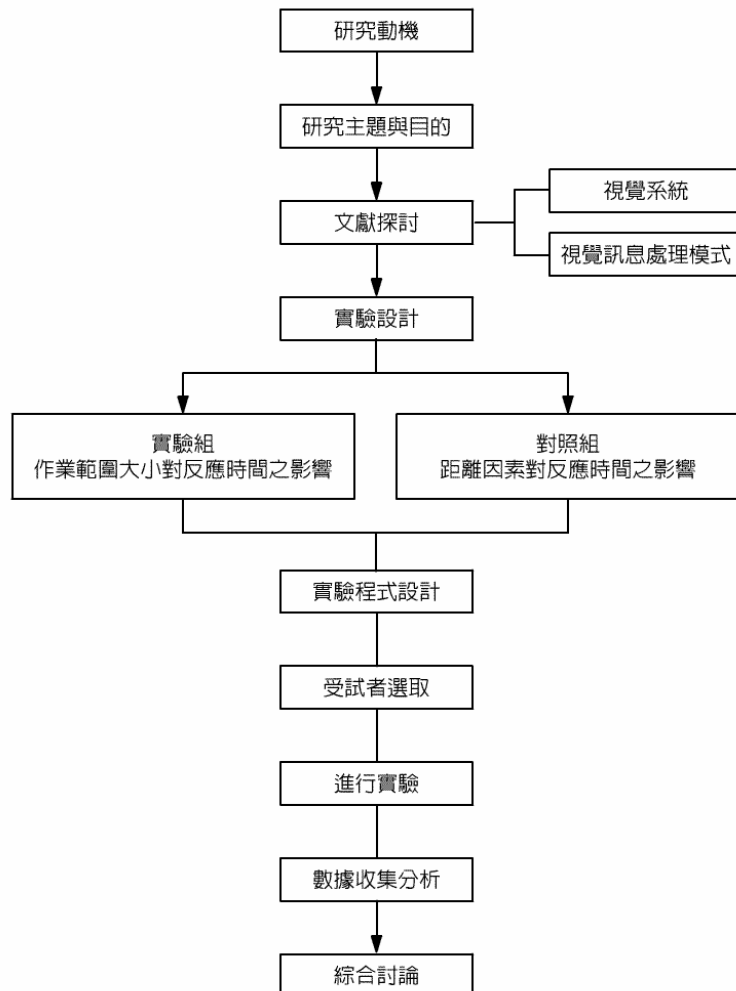 研究動機
研究主題與目的
文獻探討
視覺系統
視覺訊息處理模式
實驗設計
實驗組
作業範圍大小對反應時間之影響
對照組
距離因素對反應時間之影響
實驗程式設計
受試者選取
進行實驗
數據收集分析
綜合討論